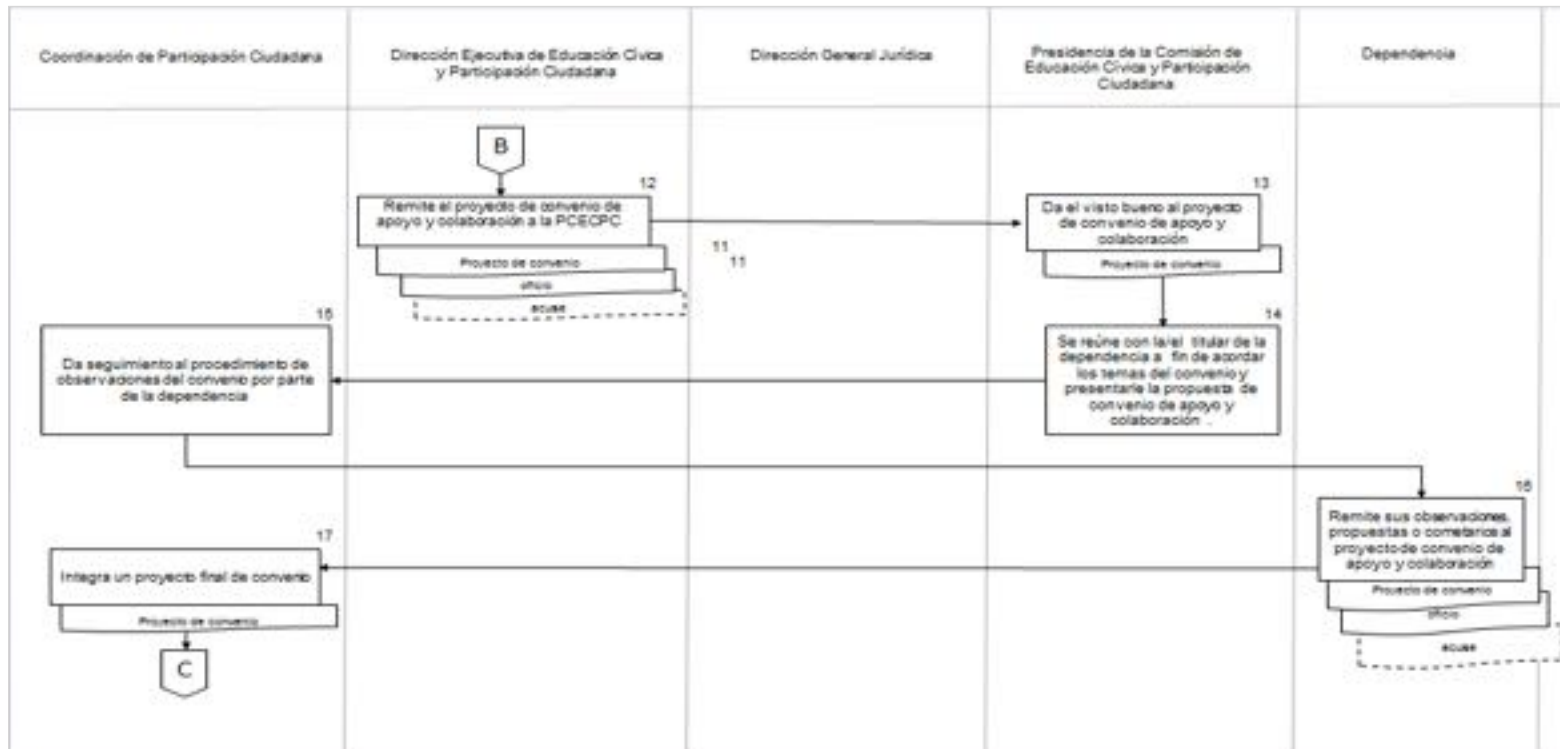 Coordinación de Participación Ciudadana
Dirección Ejecutiva de Educación Cívica
y Participación Ciudadana
Dirección General Jurídica
Presidencia de la Comisión de
Educación Cívica y Participación
Ciudadana
Dependencia
B
12
Remite el proyecto de convenio de
apoyo y colaboración a la PCECPC
Proyecto de convenio
oficio
acuse
11
11
13
Da el visto bueno al proyecto
de convenio de apoyo y
colaboración
Proyecto de convenio
14
Se reúne con la/el titular de la
dependencia a fin de acordar
los temas del convenio y
presentarle la propuesta de
convenio de apoyo y
colaboración .
15
Da seguimiento al procedimiento de
observaciones del convenio por parte
de la dependencia
16
Remite sus observaciones,
propuestas o cometarios al
proyecto de convenio de
apoyo y colaboración
Proyecto de convenio
oficio
acuse
17
Integra un proyecto final de convenio
Proyecto de convenio
C